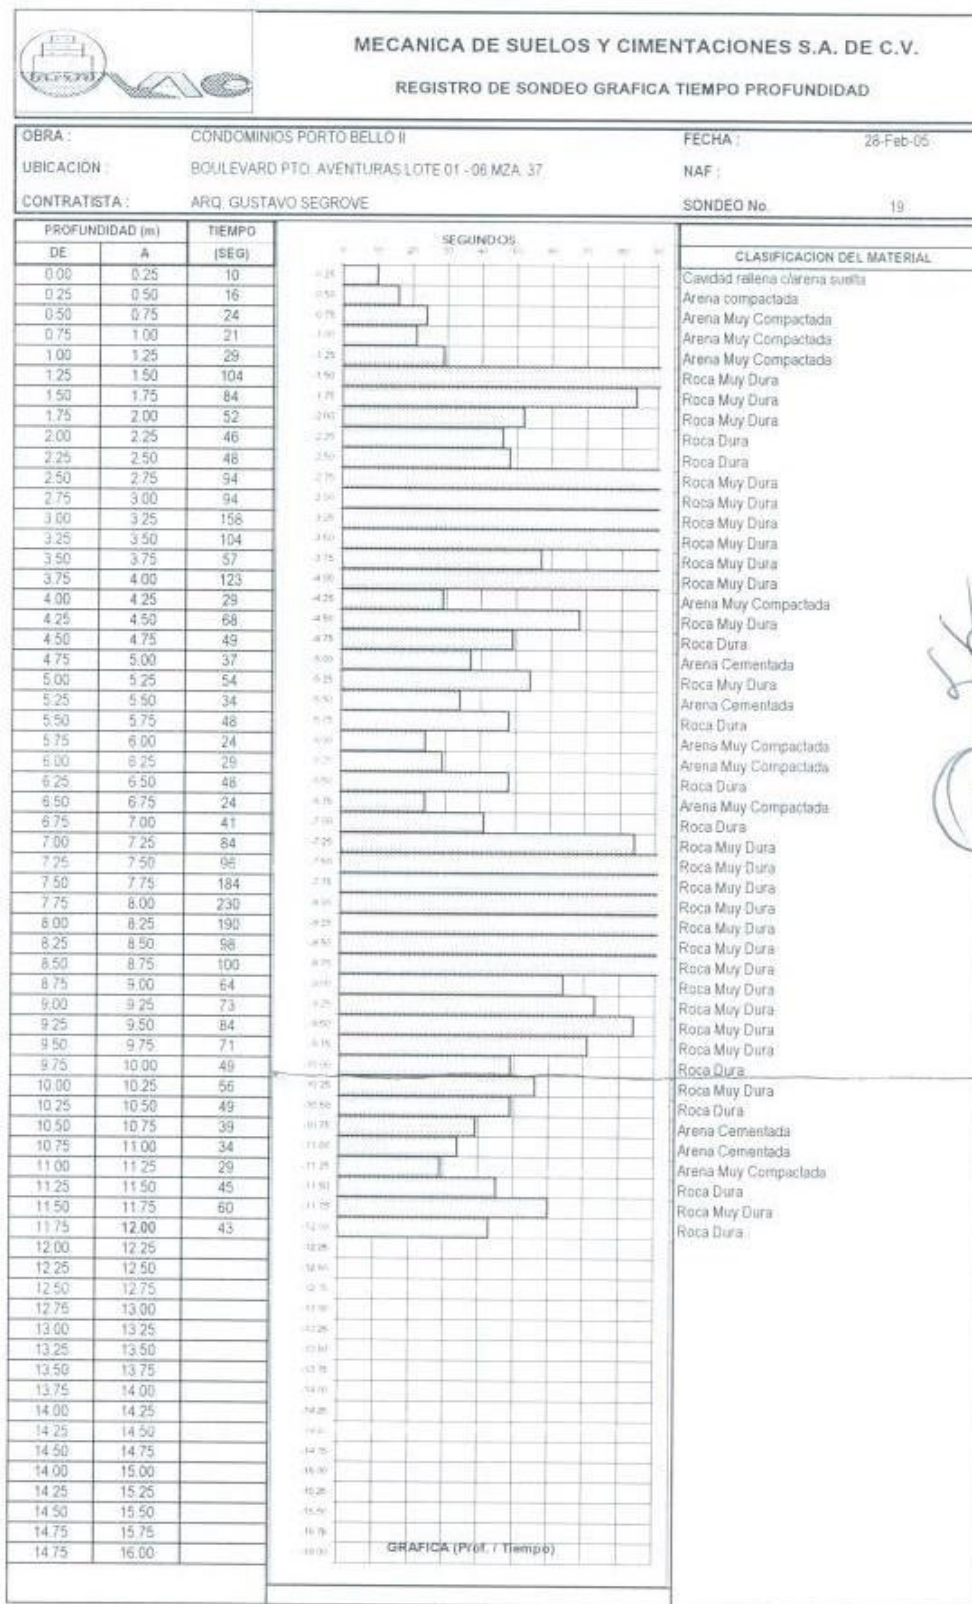 MECANICA DE SUELOS Y CIMENTACIONES S.A. DE C.V.
REGISTRO DE SONDEO GRAFICA TIEMPO PROFUNDIDAD
OBRA : CONDOMINIOS PORTO BELLO II FECHA : 28-Feb-05
UBICACIÓN : BOULEVARD PTO. AVENTURAS LOTE 01 - 06 MZA. 37 NAF :
CONTRATISTA : ARQ. GUSTAVO SEGROVE SONDEO No. 19
PROFUNDIDAD (m) TIEMPO SEGUNDOS
DE A (SEG) CLASIFICACION DEL MATERIAL
0.00 0.25 10 Cavidad rellena c/arena suelta
0.25 0.50 16 Arena compactada
0.50 0.75 24 Arena Muy Compactada
0.75 1.00 21 Arena Muy Compactada
1.00 1.25 29 Arena Muy Compactada
1.25 1.50 104 Roca Muy Dura
1.50 1.75 84 Roca Muy Dura
1.75 2.00 52 Roca Muy Dura
2.00 2.25 46 Roca Dura
2.25 2.50 48 Roca Dura
2.50 2.75 94 Roca Muy Dura
2.75 3.00 94 Roca Muy Dura
3.00 3.25 158 Roca Muy Dura
3.25 3.50 104 Roca Muy Dura
3.50 3.75 57 Roca Muy Dura
3.75 4.00 123 Roca Muy Dura
4.00 4.25 29 Arena Muy Compactada
4.25 4.50 68 Roca Muy Dura
4.50 4.75 49 Roca Dura
4.75 5.00 37 Arena Cementada
5.00 5.25 54 Roca Muy Dura
5.25 5.50 34 Arena Cementada
5.50 5.75 48 Roca Dura
5.75 6.00 24 Arena Muy Compactada
6.00 6.25 29 Arena Muy Compactada
6.25 6.50 48 Roca Dura
6.50 6.75 24 Arena Muy Compactada
6.75 7.00 41 Roca Dura
7.00 7.25 84 Roca Muy Dura
7.25 7.50 96 Roca Muy Dura
7.50 7.75 184 Roca Muy Dura
7.75 8.00 230 Roca Muy Dura
8.00 8.25 190 Roca Muy Dura
8.25 8.50 98 Roca Muy Dura
8.50 8.75 100 Roca Muy Dura
8.75 9.00 64 Roca Muy Dura
9.00 9.25 73 Roca Muy Dura
9.25 9.50 84 Roca Muy Dura
9.50 9.75 71 Roca Muy Dura
9.75 10.00 49 Roca Dura
10.00 10.25 56 Roca Muy Dura
10.25 10.50 49 Roca Dura
10.50 10.75 39 Arena Cementada
10.75 11.00 34 Arena Cementada
11.00 11.25 29 Arena Muy Compactada
11.25 11.50 45 Roca Dura
11.50 11.75 60 Roca Muy Dura
11.75 12.00 43 Roca Dura
12.00 12.25
12.25 12.50
12.50 12.75
12.75 13.00
13.00 13.25
13.25 13.50
13.50 13.75
13.75 14.00
14.00 14.25
14.25 14.50
14.50 14.75
14.00 15.00
14.25 15.25
14.50 15.50
14.75 15.75
14.75 16.00
GRAFICA (Prof. / Tiempo)